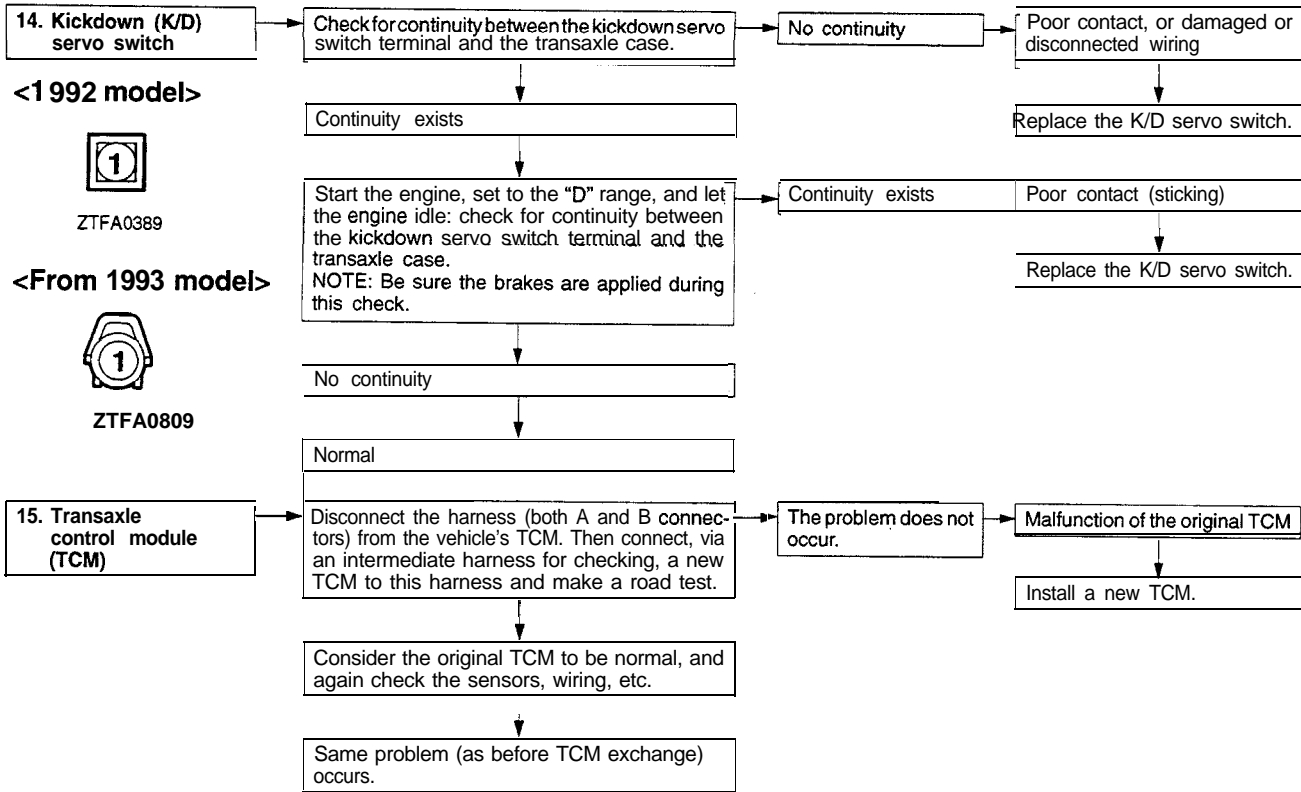 14. Kickdown (K/D)
servo switch
Check for continuity between the kickdown servo
switch terminal and the transaxle case.
No continuity
Poor contact, or damaged or
disconnected wiring
Replace the K/D servo switch.
<1992 model>
1
ZTFA0389
Continuity exists
Start the engine, set to the “D” range, and let
the engine idle: check for continuity between
the kickdown servo switch terminal and the
transaxle case.
NOTE: Be sure the brakes are applied during
this check.
Continuity exists
Poor contact (sticking)
Replace the K/D servo switch.
<From 1993 model>
1
ZTFA0809
No continuity
Normal
15. Transaxle
control module
(TCM)
Disconnect the harness (both A and B connec-
tors) from the vehicle’s TCM. Then connect, via
an intermediate harness for checking, a new
TCM to this harness and make a road test.
The problem does not
occur.
Malfunction of the original TCM
Install a new TCM.
Consider the original TCM to be normal, and
again check the sensors, wiring, etc.
Same problem (as before TCM exchange)
occurs.